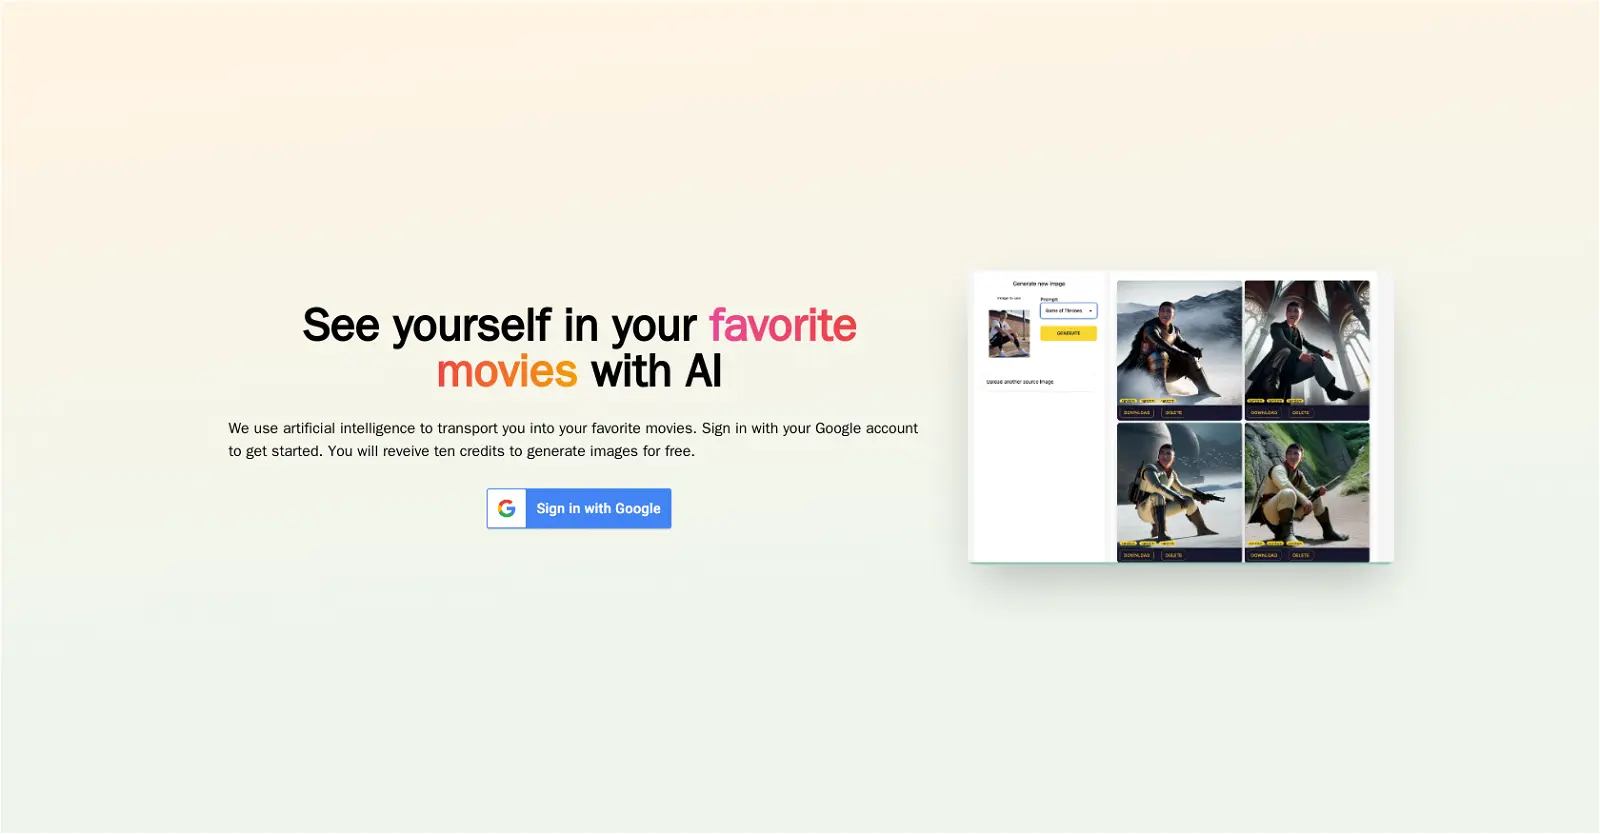 See yourself in your favorite
movies with AI
We use artificial intelligence to transport you into your favorite movies. Sign in with your Google account
to get started. You will reveive ten credits to generate images for free.
Sign in with Google
Generate new image
Image to use
Prompt
Game of Thrones
GENERATE
Upload another source image
DOWNLOAD DELETE
DOWNLOAD DELETE
DOWNLOAD DELETE
DOWNLOAD DELETE